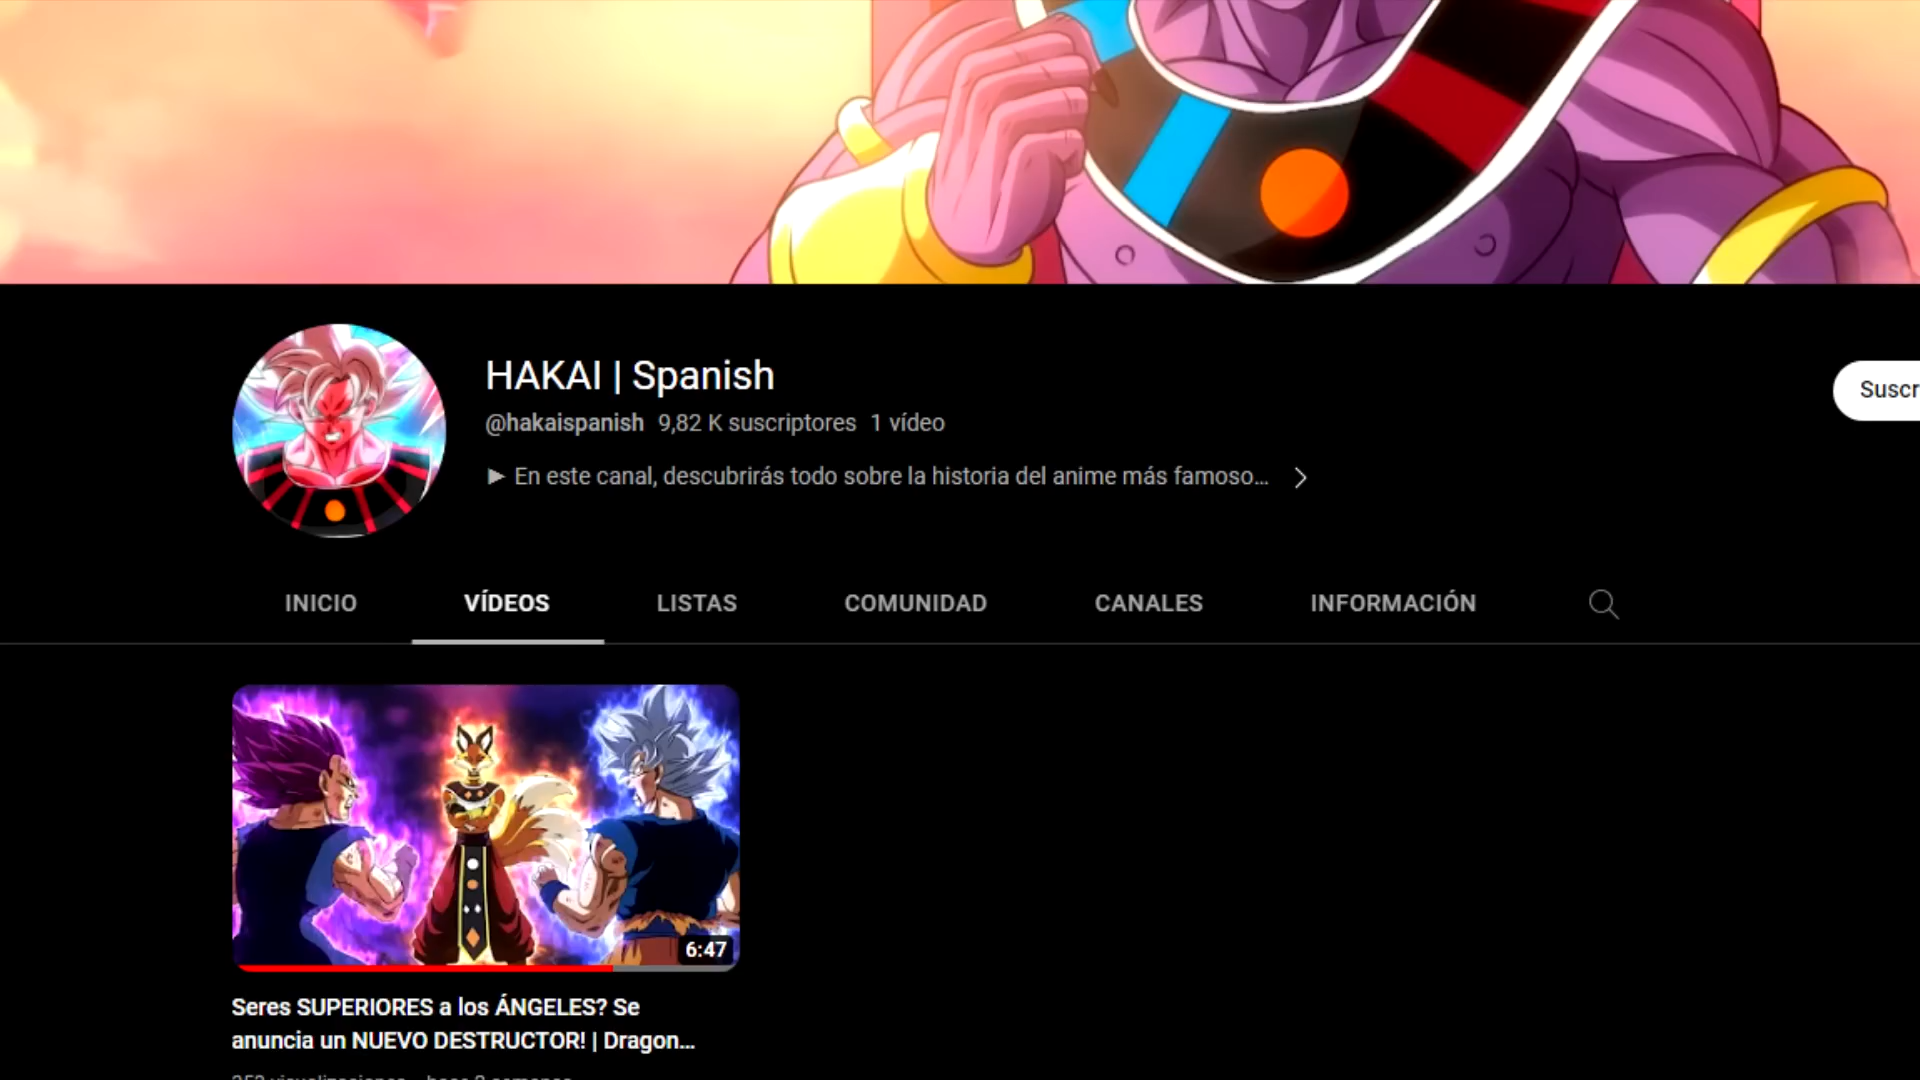 HAKAI | Spanish
Suscr
@hakaispanish 9,82 K suscriptores 1 vídeo
► En este canal, descubrirás todo sobre la historia del anime más famoso...
INICIO VÍDEOS LISTAS COMUNIDAD CANALES INFORMACIÓN
6:47
Seres SUPERIORES a los ÁNGELES? Se
anuncia un NUEVO DESTRUCTOR! | Dragon...